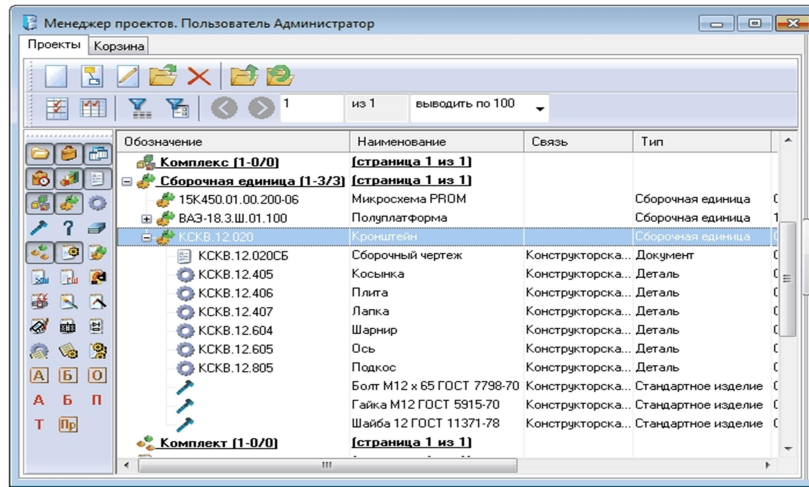 Менеджер проектов. Пользователь Администратор
Проекты Корзина
1 из 1 выводить по 100
Обозначение Наименование Связь Тип
Комплекс (1-0/0) (страница 1 из 1)
Сборочная единица (1-3/3) (страница 1 из 1)
15К450.01.00.200-06 Микросхема PROM Сборочная единица
ВАЭ-18.3.Ш.01.100 Полуплатформа Сборочная единица
КСКВ.12.020 Кронштейн Сборочная единица
КСКВ.12.020СБ Сборочный чертеж Конструкторска... Документ
КСКВ.12.405 Косынка Конструкторска... Деталь
КСКВ.12.406 Плита Конструкторска... Деталь
КСКВ.12.407 Лапка Конструкторска... Деталь
КСКВ.12.604 Шарнир Конструкторска... Деталь
КСКВ.12.605 Ось Конструкторска... Деталь
КСКВ.12.805 Подкос Конструкторска... Деталь
Болт М12 х 65 ГОСТ 7798-70 Конструкторска... Стандартное изделие
Гайка М12 ГОСТ 5915-70 Конструкторска... Стандартное изделие
Шайба 12 ГОСТ 11371-78 Конструкторска... Стандартное изделие
Комплект (1-0/0) (страница 1 из 1)
А Б О
А Б П
Т Пр